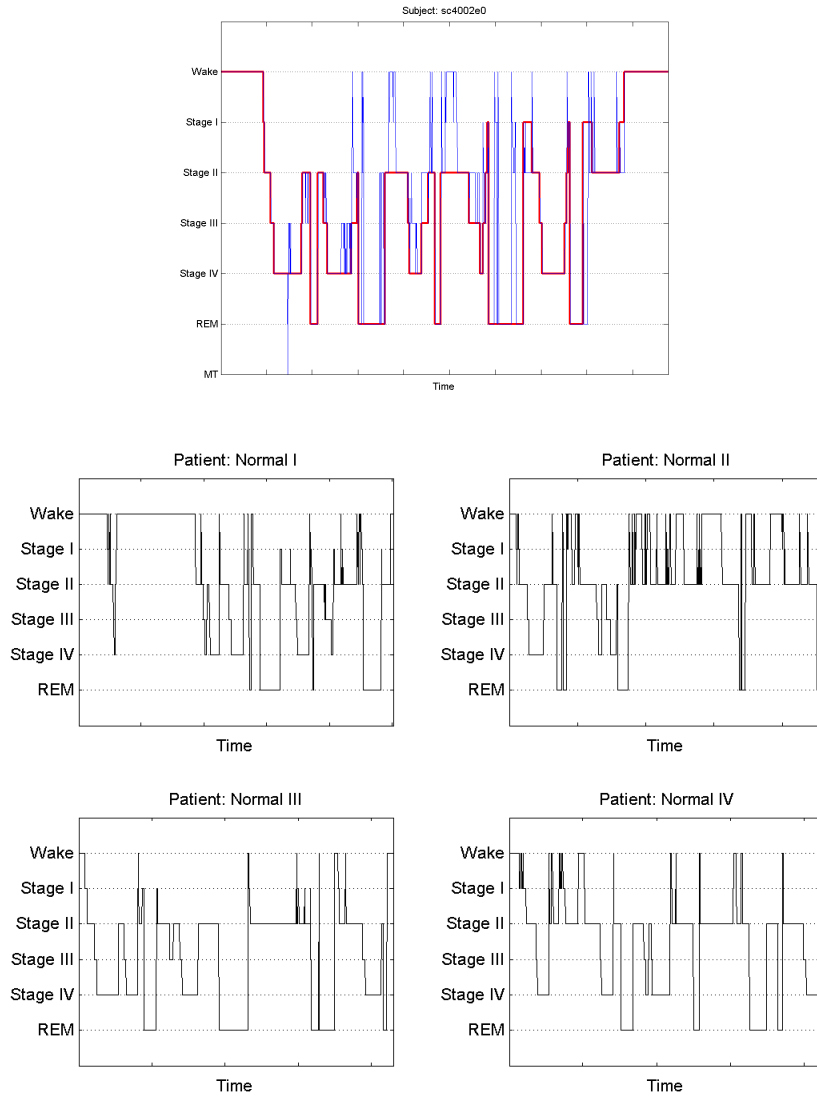 Subject: sc4002e0
Wake
Stage I
Stage II
Stage III
Stage IV
REM
MT
Time
Patient: Normal I
Wake
Stage I
Stage II
Stage III
Stage IV
REM
Time
Patient: Normal II
Wake
Stage I
Stage II
Stage III
Stage IV
REM
Time
Patient: Normal III
Wake
Stage I
Stage II
Stage III
Stage IV
REM
Time
Patient: Normal IV
Wake
Stage I
Stage II
Stage III
Stage IV
REM
Time